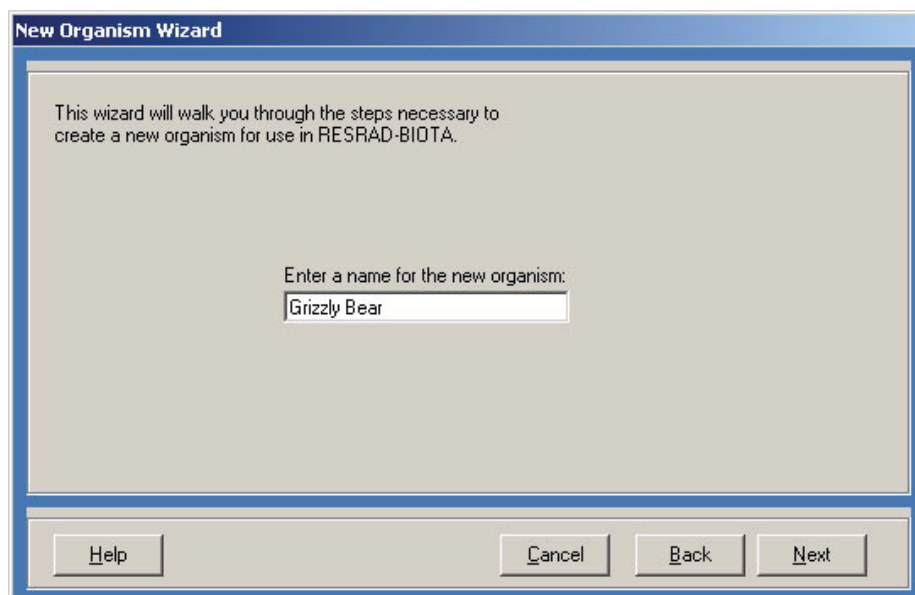 New Organism Wizard
This wizard will walk you through the steps necessary to
create a new organism for use in RESRAD-BIOTA.
Enter a name for the new organism:
Grizzly Bear
Help
Cancel
Back
Next